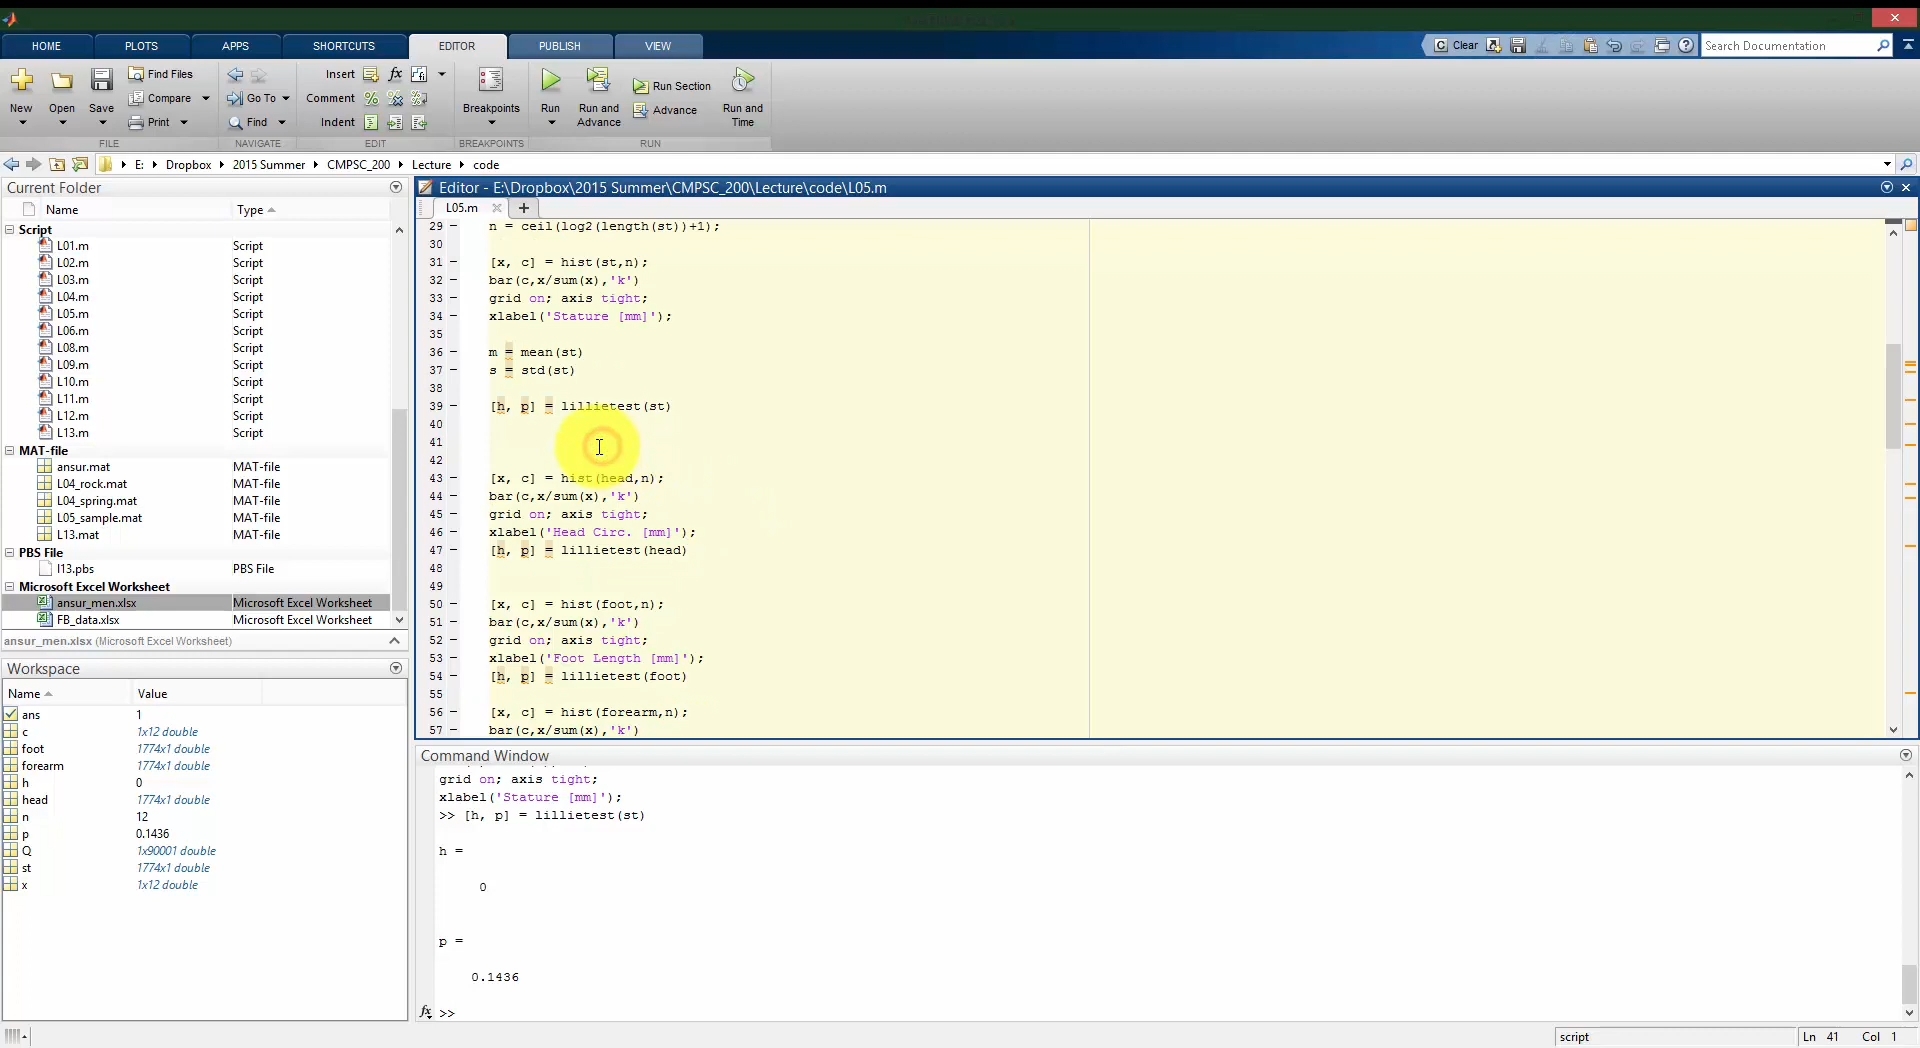 HOME PLOTS APPS SHORTCUTS EDITOR PUBLISH VIEW Clear Search Documentation
New Open Save Find Files Compare Print Go To Find Insert fx Comment Indent Breakpoints Run Run and Advance Run Section Advance Run and Time
FILE NAVIGATE EDIT BREAKPOINTS RUN
E: Dropbox 2015 Summer CMPSC_200 Lecture code
Current Folder
Name Type
Script
L01.m Script
L02.m Script
L03.m Script
L04.m Script
L05.m Script
L06.m Script
L08.m Script
L09.m Script
L10.m Script
L11.m Script
L12.m Script
L13.m Script
MAT-file
ansur.mat MAT-file
L04_rock.mat MAT-file
L04_spring.mat MAT-file
L05_sample.mat MAT-file
L13.mat MAT-file
PBS File
l13.pbs PBS File
Microsoft Excel Worksheet
ansur_men.xlsx Microsoft Excel Worksheet
FB_data.xlsx Microsoft Excel Worksheet
ansur_men.xlsx (Microsoft Excel Worksheet)
Workspace
Name Value
ans 1
c 1x12 double
foot 1774x1 double
forearm 1774x1 double
h 0
head 1774x1 double
n 12
p 0.1436
Q 1x90001 double
st 1774x1 double
x 1x12 double
Editor - E:\Dropbox\2015 Summer\CMPSC_200\Lecture\code\L05.m
L05.m
29 – n = ceil(log2(length(st))+1);
30
31 – [x, c] = hist(st,n);
32 – bar(c,x/sum(x),'k')
33 – grid on; axis tight;
34 – xlabel('Stature [mm]');
35
36 – m = mean(st)
37 – s = std(st)
38
39 – [h, p] = lillietest(st)
40
41
42
43 – [x, c] = hist(head,n);
44 – bar(c,x/sum(x),'k')
45 – grid on; axis tight;
46 – xlabel('Head Circ. [mm]');
47 – [h, p] = lillietest(head)
48
49
50 – [x, c] = hist(foot,n);
51 – bar(c,x/sum(x),'k')
52 – grid on; axis tight;
53 – xlabel('Foot Length [mm]');
54 – [h, p] = lillietest(foot)
55
56 – [x, c] = hist(forearm,n);
57 – bar(c,x/sum(x),'k')
Command Window
grid on; axis tight;
xlabel('Stature [mm]');
>> [h, p] = lillietest(st)
h =
0
p =
0.1436
fx >>
script Ln 41 Col 1